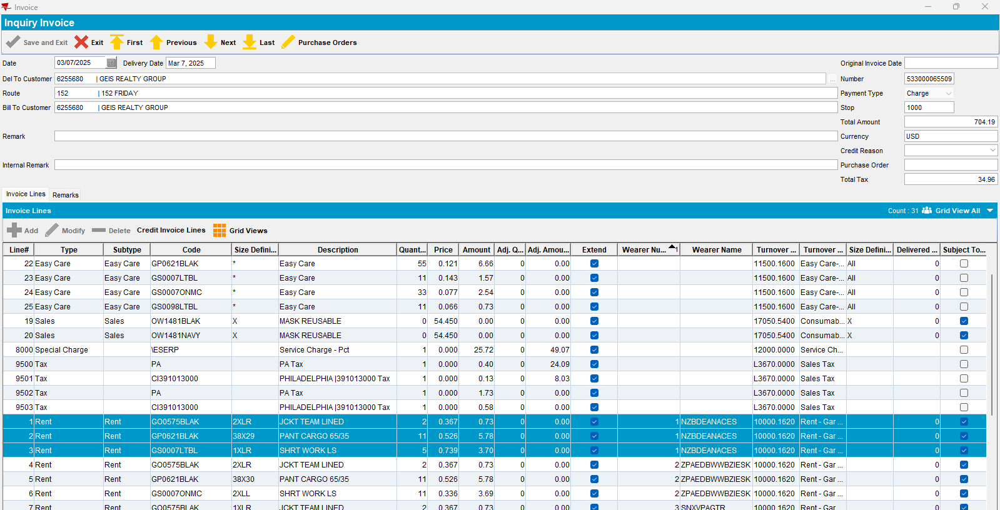 Invoice
Inquiry Invoice
Save and Exit Exit First Previous Next Last Purchase Orders
Date 03/07/2025 16 Delivery Date Mar 7, 2025 Original Invoice Date
Del To Customer 6255680 | GEIS REALTY GROUP ... Number 533000065509
Route 152 | 152 FRIDAY Payment Type Charge
Bill To Customer 6255680 | GEIS REALTY GROUP Stop 1000
Total Amount 704.19
Remark Currency USD
Credit Reason
Internal Remark Purchase Order
Total Tax 34.96
Invoice Lines Remarks
Invoice Lines Count : 31 Grid View All
Add Modify Delete Credit Invoice Lines Grid Views
Line# Type Subtype Code Size Defini... Description Quant... Price Amount Adj. Q... Adj. Amou... Extend Wearer Nu... 1 Wearer Name Turnover ... Turnover ... Size Defini... Delivered ... Subject To...
22 Easy Care Easy Care GP0621BLAK * Easy Care 55 0.121 6.66 0 0.00 11500.1600 Easy Care-... All 0
23 Easy Care Easy Care GS0007LTBL * Easy Care 11 0.143 1.57 0 0.00 11500.1600 Easy Care-... All 0
24 Easy Care Easy Care GS0007ONMC * Easy Care 33 0.077 2.54 0 0.00 11500.1600 Easy Care-... All 0
25 Easy Care Easy Care GS0098LTBL * Easy Care 11 0.066 0.73 0 0.00 11500.1600 Easy Care-... All 0
19 Sales Sales OW1481BLAK X MASK REUSABLE 0 54.450 0.00 0 0.00 17050.5400 Consumab... X 0
20 Sales Sales OW1481NAVY X MASK REUSABLE 0 54.450 0.00 0 0.00 17050.5400 Consumab... X 0
8000 Special Charge \ESERP Service Charge - Pct 1 0.000 25.72 0 49.07 12000.0000 Service Ch...
9500 Tax PA PA Tax 1 0.000 0.40 0 24.09 L3670.0000 Sales Tax
9501 Tax CI391013000 PHILADELPHIA |391013000 Tax 1 0.000 0.13 0 8.03 L3670.0000 Sales Tax
9502 Tax PA PA Tax 1 0.000 1.73 0 0.00 L3670.0000 Sales Tax
9503 Tax CI391013000 PHILADELPHIA |391013000 Tax 1 0.000 0.58 0 0.00 L3670.0000 Sales Tax
1 Rent Rent GO0575BLAK 2XLR JCKT TEAM LINED 2 0.367 0.73 0 0.00 1 NZBDEANACES 10000.1620 Rent - Gar ... 0
2 Rent Rent GP0621BLAK 38X29 PANT CARGO 65/35 11 0.526 5.78 0 0.00 1 NZBDEANACES 10000.1620 Rent - Gar ... 0
3 Rent Rent GS0007LTBL 1XLR SHRT WORK LS 5 0.739 3.70 0 0.00 1 NZBDEANACES 10000.1620 Rent - Gar ... 0
4 Rent Rent GO0575BLAK 2XLR JCKT TEAM LINED 2 0.367 0.73 0 0.00 2 ZPAEDBWWBZIESK 10000.1620 Rent - Gar ... 0
5 Rent Rent GP0621BLAK 38X30 PANT CARGO 65/35 11 0.526 5.78 0 0.00 2 ZPAEDBWWBZIESK 10000.1620 Rent - Gar ... 0
6 Rent Rent GS0007ONMC 2XLL SHRT WORK LS 11 0.336 3.69 0 0.00 2 ZPAEDBWWBZIESK 10000.1620 Rent - Gar ... 0
7 Rent Rent GO0575BLAK 1XLR JCKT TEAM LINED 2 0.367 0.73 0 0.00 3 SNXVPAGTR 10000.1620 Rent - Gar ... 0